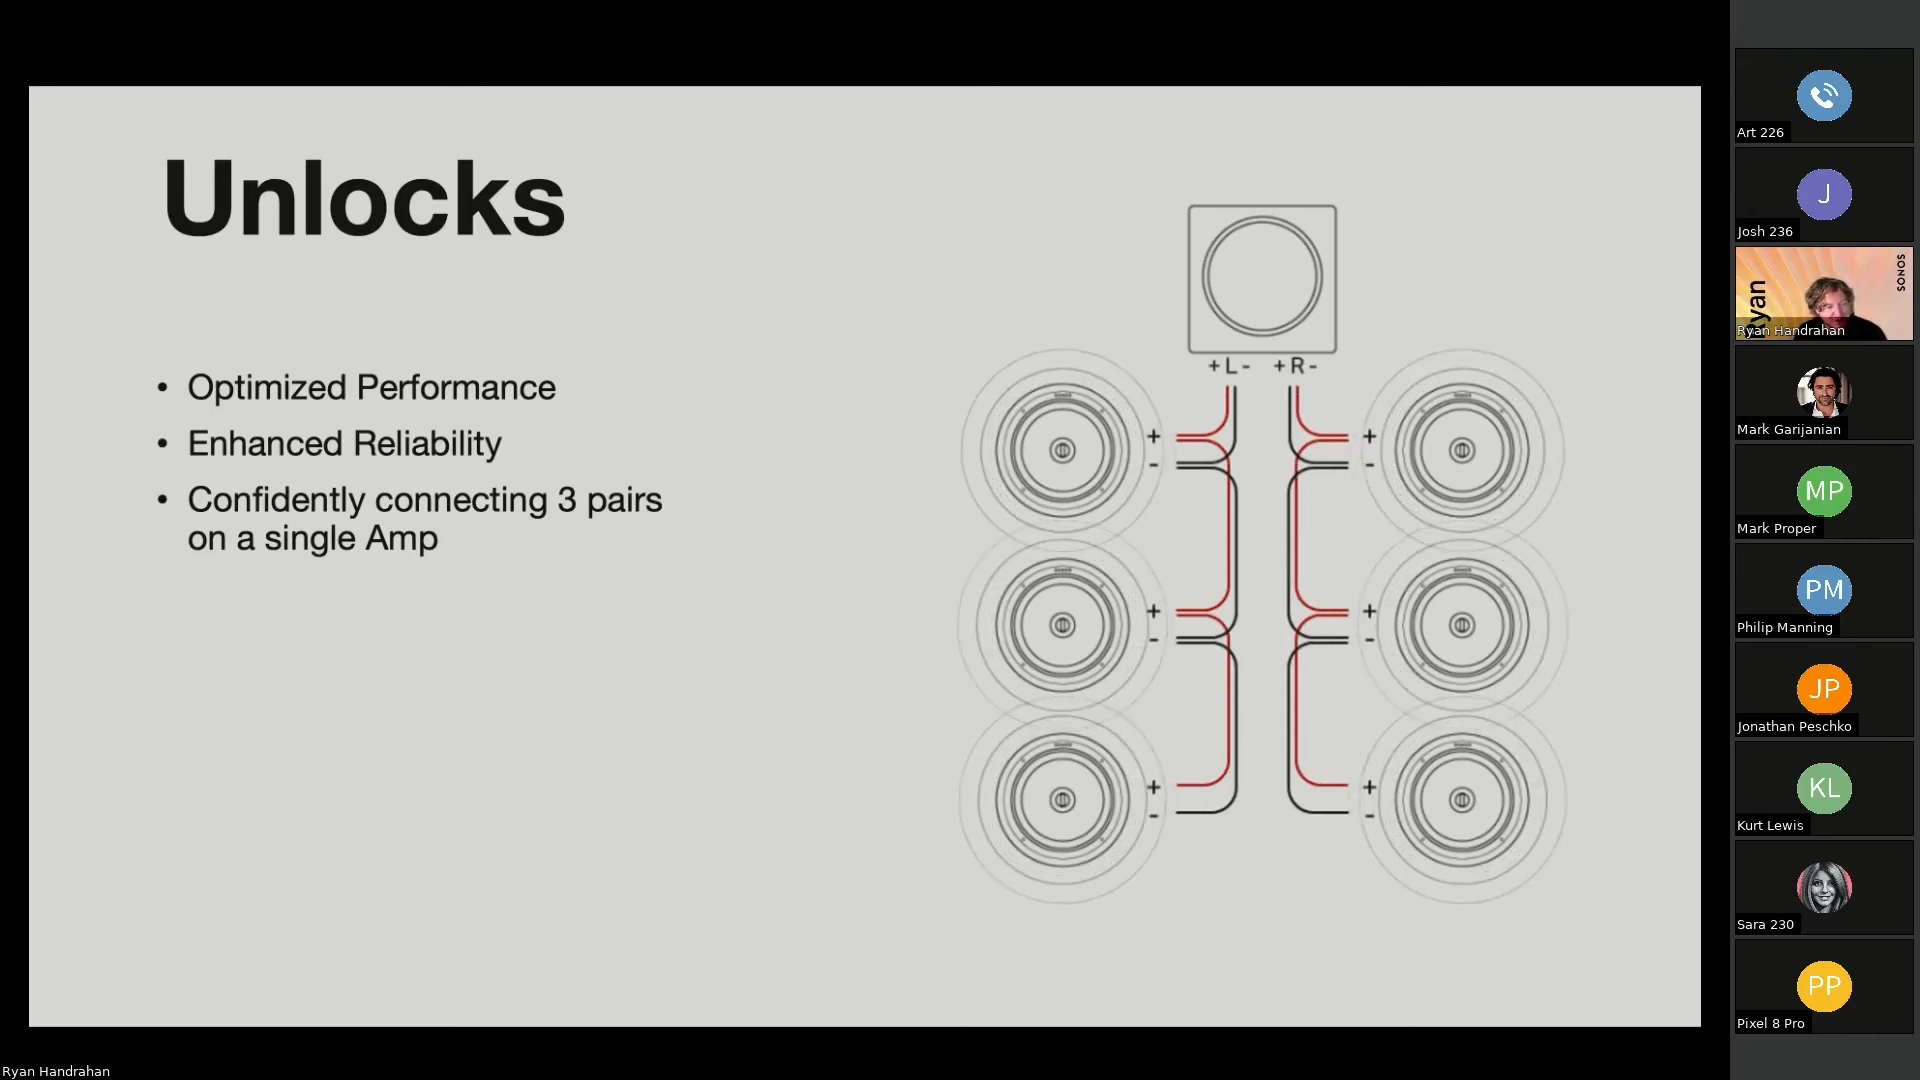 Unlocks
• Optimized Performance
• Enhanced Reliability
• Confidently connecting 3 pairs
on a single Amp
+L- +R-
+ +
- -
+ +
- -
+ +
- -
Art 226
J
Josh 236
Ryan
SONOS
Ryan Handrahan
Mark Garijanian
MP
Mark Proper
PM
Philip Manning
JP
Jonathan Peschko
KL
Kurt Lewis
Sara 230
PP
Pixel 8 Pro
Ryan Handrahan